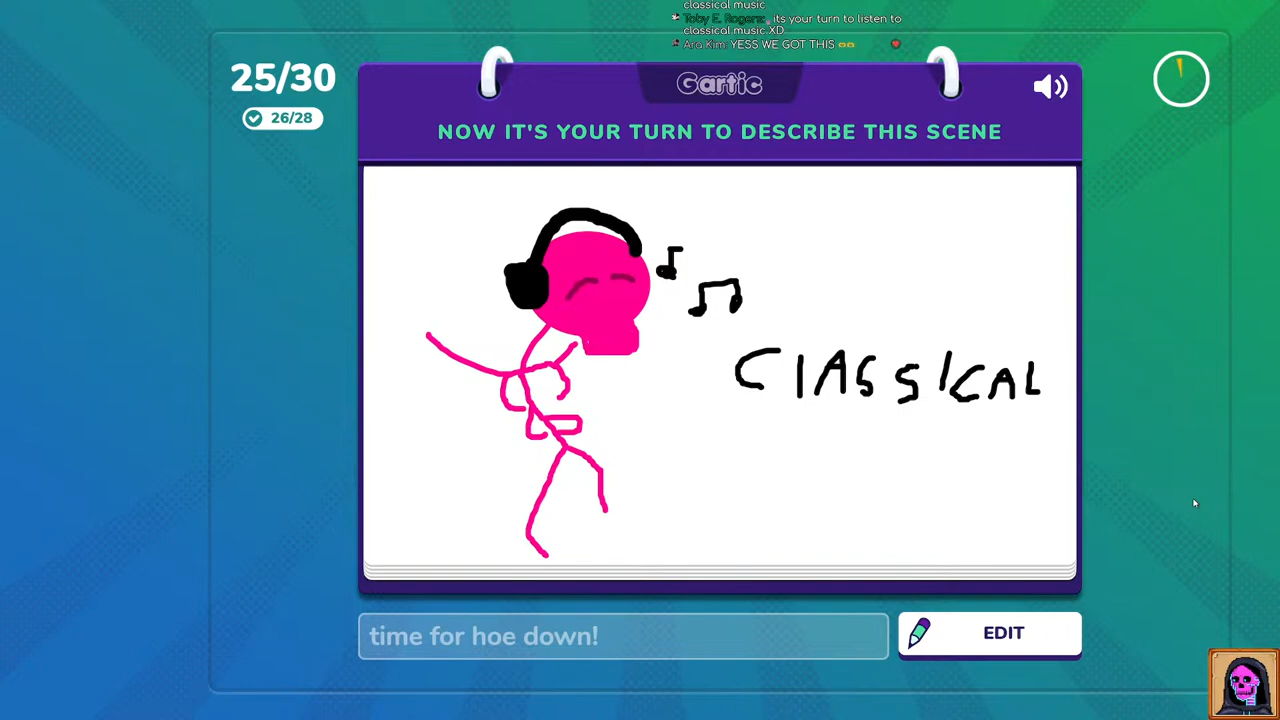 classical music
Toby E. Rogers: , its your turn to listen to
classical music XD
Ara Kim: YESS WE GOT THIS
25/30
26/28
Gartic
NOW IT'S YOUR TURN TO DESCRIBE THIS SCENE
ClASSICAL
time for hoe down!
EDIT